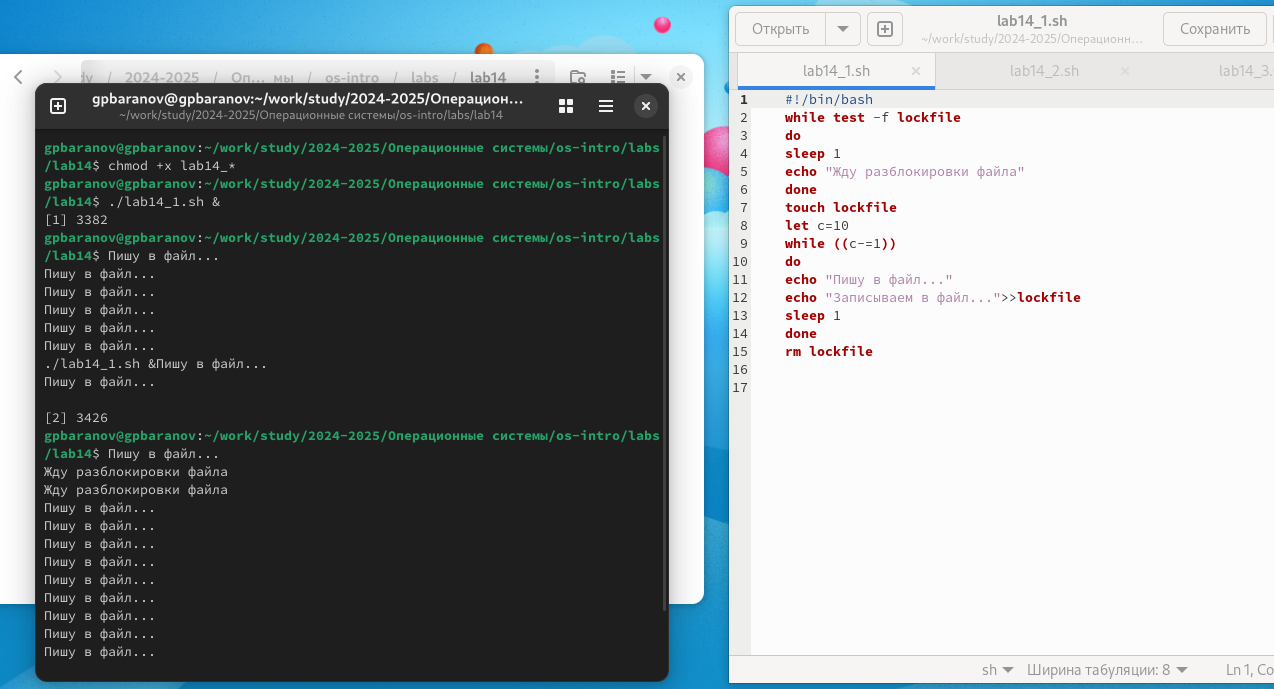 dy / 2024-2025 / Оп... мы / os-intro / labs / lab14
gpbaranov@gpbaranov:~/work/study/2024-2025/Операцион...
~/work/study/2024-2025/Операционные системы/os-intro/labs/lab14
gpbaranov@gpbaranov:~/work/study/2024-2025/Операционные системы/os-intro/labs
/lab14$ chmod +x lab14_*
gpbaranov@gpbaranov:~/work/study/2024-2025/Операционные системы/os-intro/labs
/lab14$ ./lab14_1.sh &
[1] 3382
gpbaranov@gpbaranov:~/work/study/2024-2025/Операционные системы/os-intro/labs
/lab14$ Пишу в файл...
Пишу в файл...
Пишу в файл...
Пишу в файл...
Пишу в файл...
Пишу в файл...
./lab14_1.sh &Пишу в файл...
Пишу в файл...
[2] 3426
gpbaranov@gpbaranov:~/work/study/2024-2025/Операционные системы/os-intro/labs
/lab14$ Пишу в файл...
Жду разблокировки файла
Жду разблокировки файла
Пишу в файл...
Пишу в файл...
Пишу в файл...
Пишу в файл...
Пишу в файл...
Пишу в файл...
Пишу в файл...
Пишу в файл...
Пишу в файл...
Открыть
lab14_1.sh
~/work/study/2024-2025/Операционн...
Сохранить
lab14_1.sh
lab14_2.sh
lab14_3.
1 #!/bin/bash
2 while test -f lockfile
3 do
4 sleep 1
5 echo "Жду разблокировки файла"
6 done
7 touch lockfile
8 let c=10
9 while ((c-=1))
10 do
11 echo "Пишу в файл..."
12 echo "Записываем в файл...">>lockfile
13 sleep 1
14 done
15 rm lockfile
16
17
sh Ширина табуляции: 8 Ln 1, Co